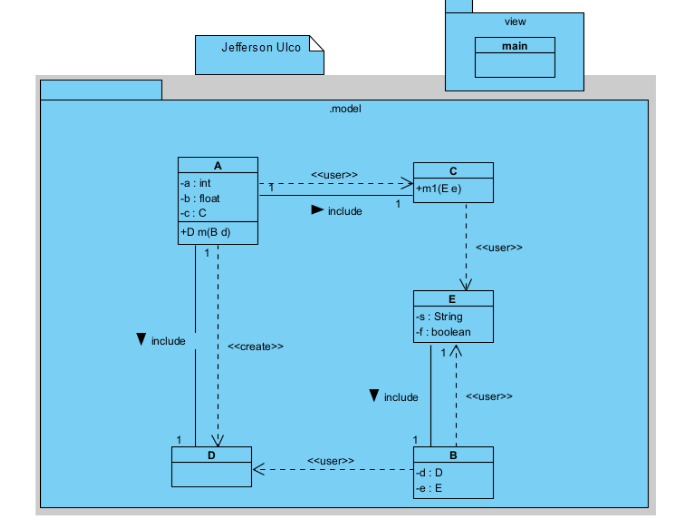 view
main
Jefferson Ulco
.model
A
-a : int
-b : float
-c : C
+D m(B d)
<<user>>
1
1
include
C
+m1(E e)
<<user>>
1
include
<<create>>
1
E
-s : String
-f : boolean
1
include
<<user>>
1
D
<<user>>
B
-d : D
-e : E